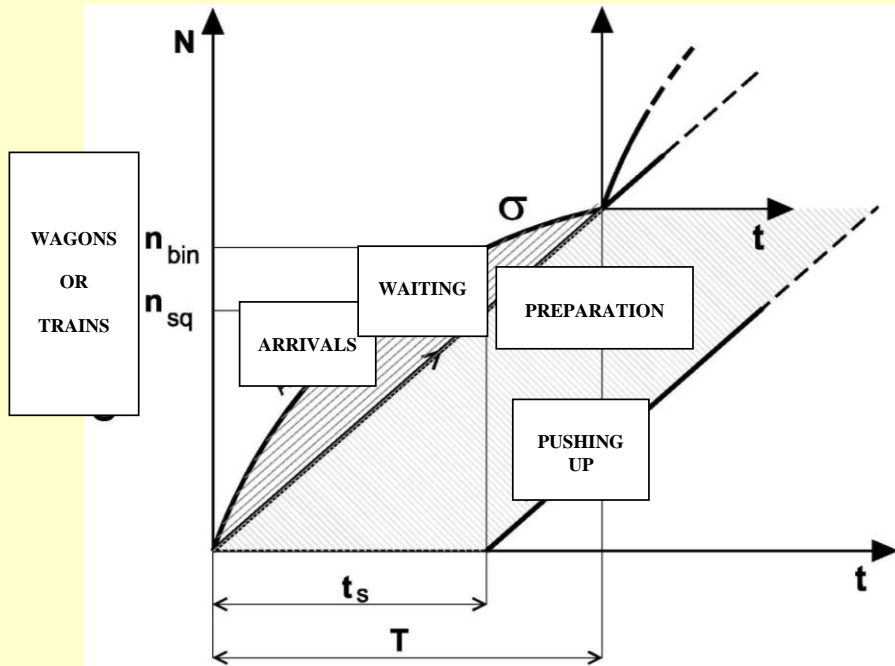 N
σ
t
n bin
n sq
WAGONS
OR
TRAINS
WAITING
PREPARATION
ARRIVALS
PUSHING
UP
t
t s
T